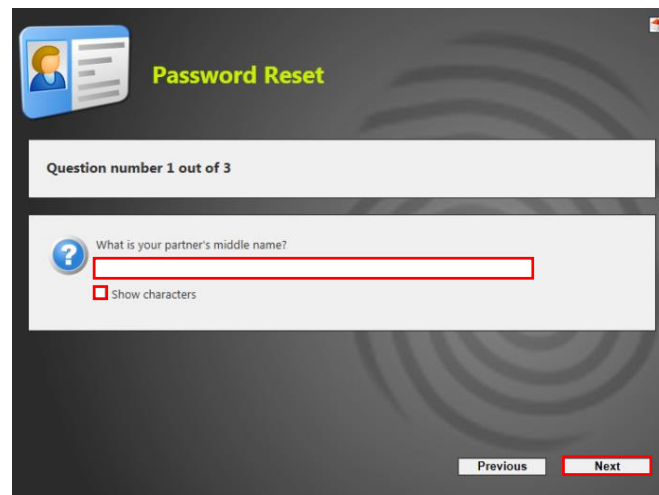 Password Reset
Question number 1 out of 3
What is your partner's middle name?
Show characters
Previous Next